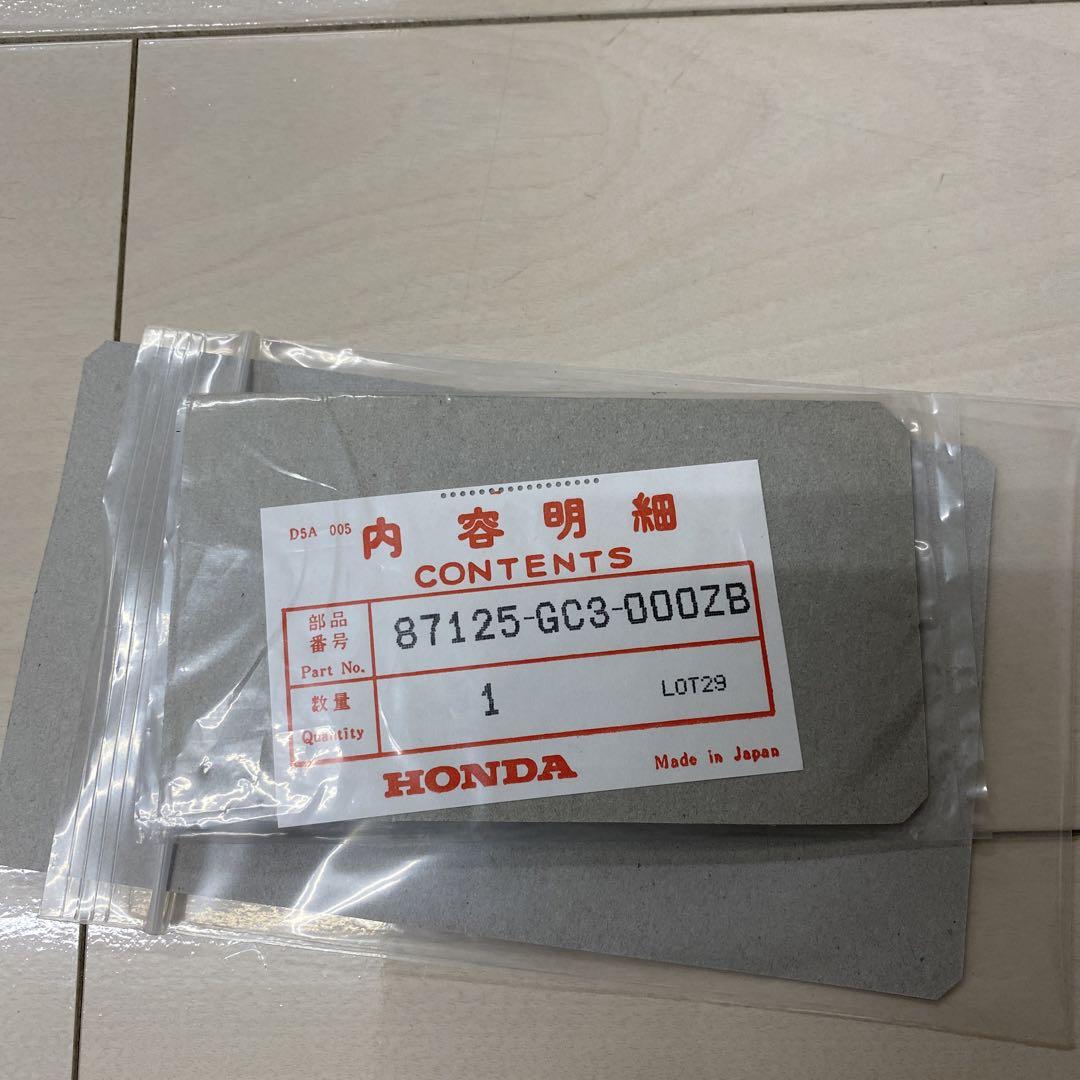 D5A 005
内容明細
CONTENTS
部品
番号
Part No.
87125-GC3-000ZB
数量
Quantity
1
LOT29
HONDA
Made in Japan